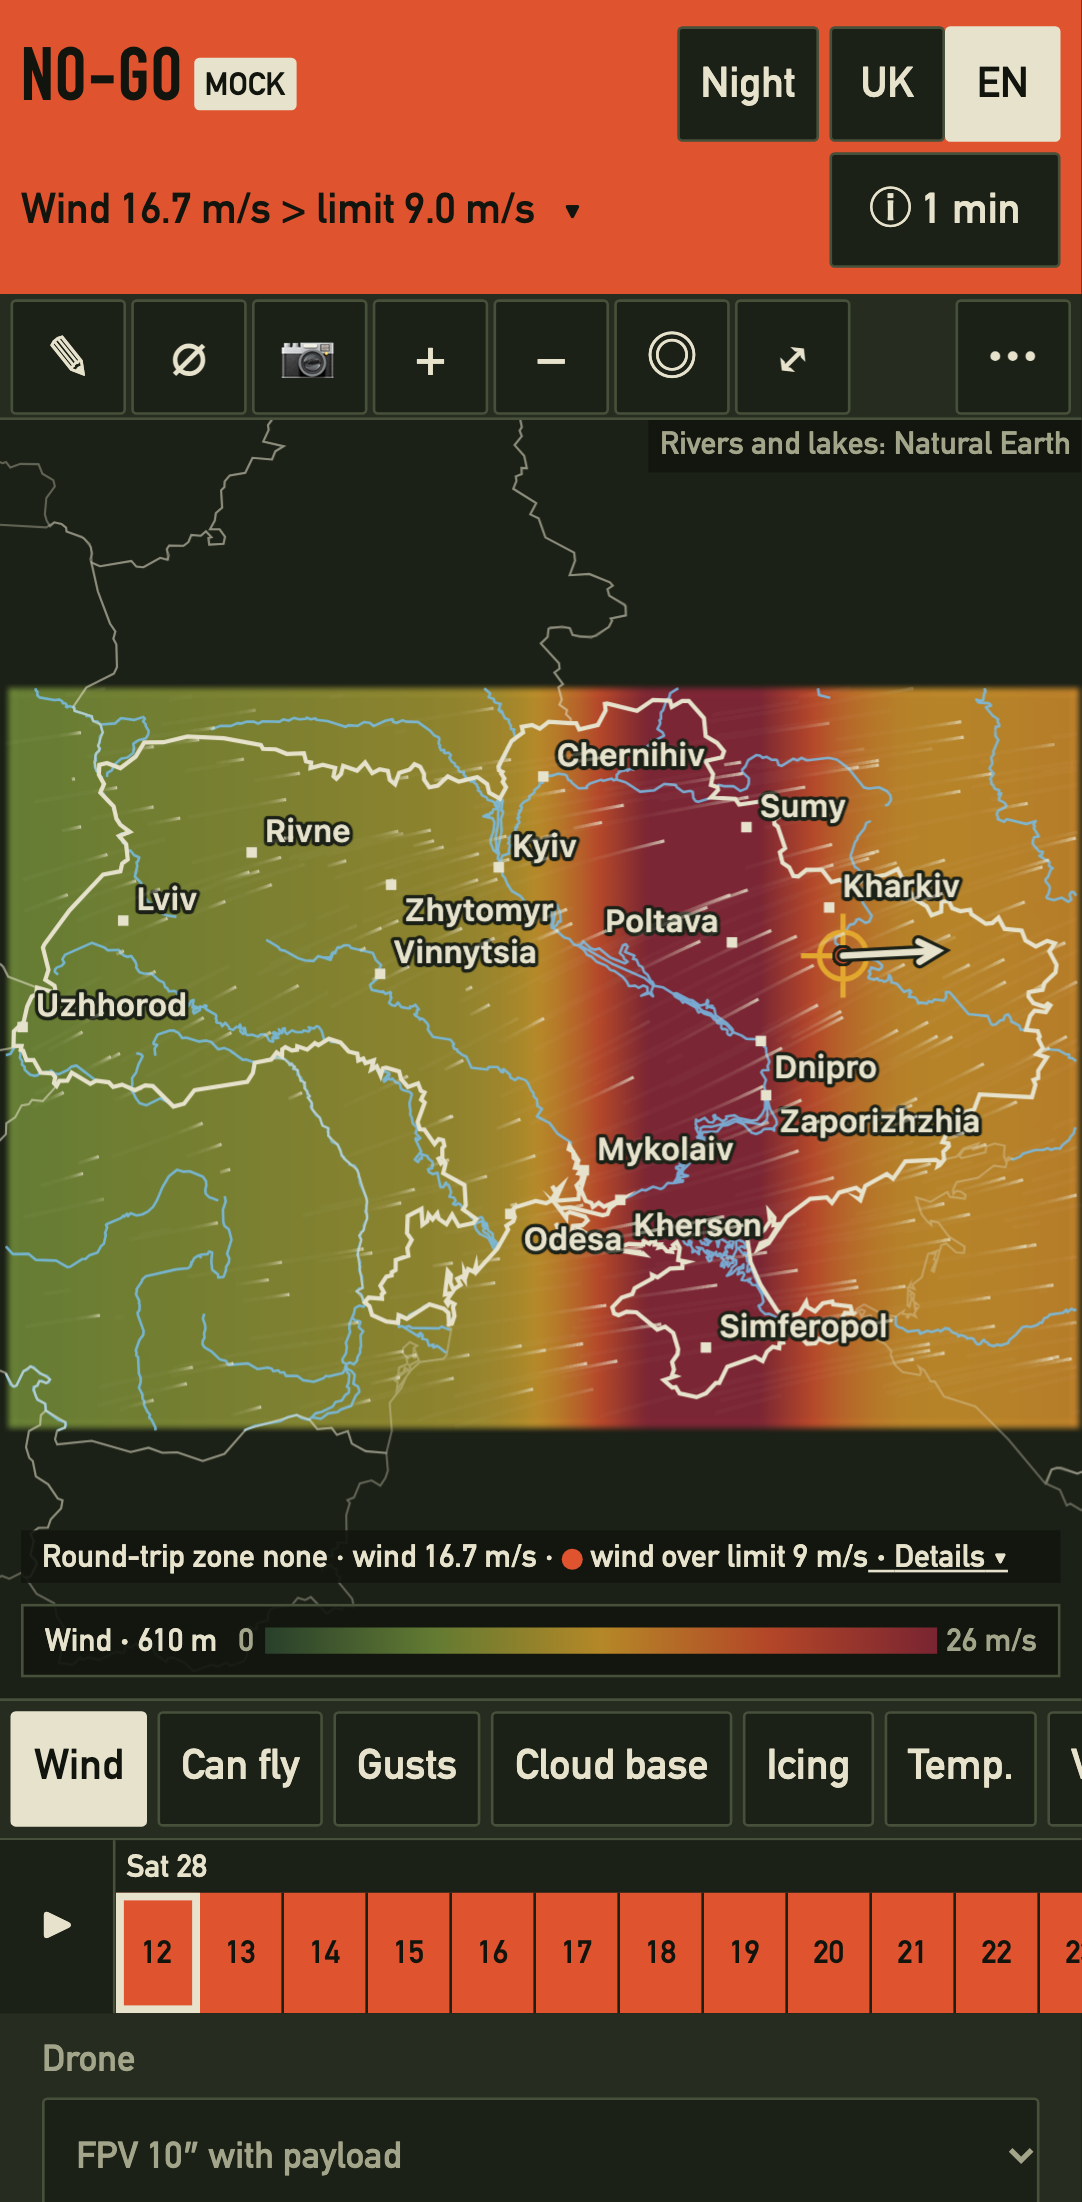 NO-GO MOCK
Night
UK
EN
Wind 16.7 m/s > limit 9.0 m/s ▾
ⓘ 1 min
Rivers and lakes: Natural Earth
Chernihiv
Sumy
Rivne
Kyiv
Lviv
Kharkiv
Zhytomyr
Poltava
Vinnytsia
Uzhhorod
Dnipro
Zaporizhzhia
Mykolaiv
Kherson
Odesa
Simferopol
Round-trip zone none · wind 16.7 m/s · wind over limit 9 m/s · Details ▾
Wind · 610 m 0 26 m/s
Wind
Can fly
Gusts
Cloud base
Icing
Temp.
Sat 28
12 13 14 15 16 17 18 19 20 21 22
Drone
FPV 10″ with payload